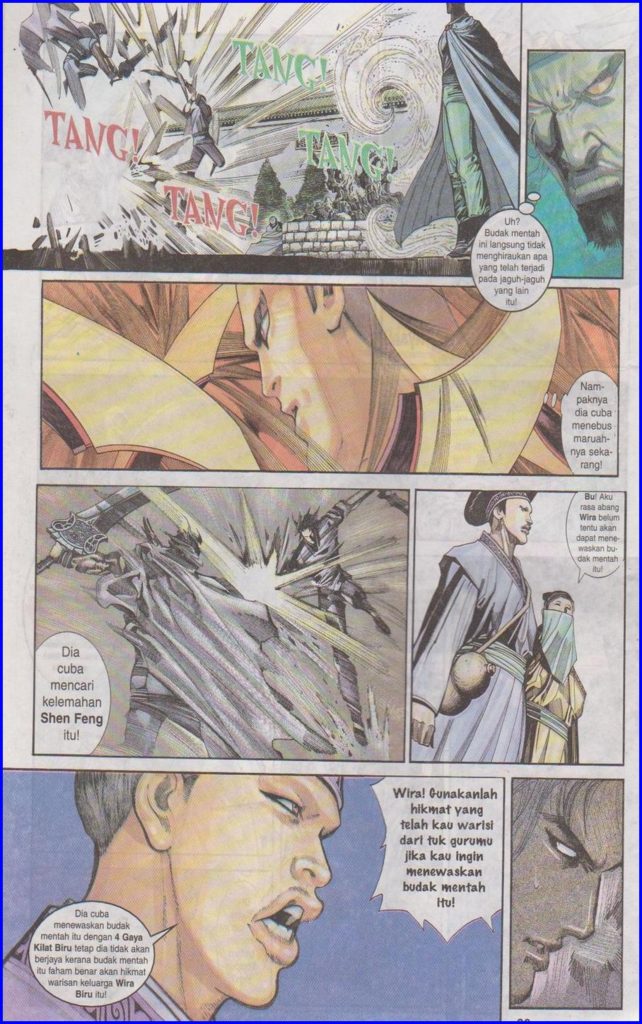 TANG!
TANG!
TANG!
TANG!
Uh?
Budak mentah
ini langsung tidak
menghiraukan apa
yang telah terjadi
pada jaguh-jaguh
yang lain
itu!
Nam-
paknya
dia cuba
menebus
maruah-
nya seka-
rang!
Dia
cuba
mencari
kelemahan
Shen Feng
itu!
Bu! Aku
rasa abang
Wira belum
tentu akan
dapat mene-
waskan bu-
dak mentah
itu!
Wira! Gunakanlah
hikmat yang
telah kau warisi
dari tuk gurumu
jika kau ingin
menewaskan
budak mentah
itu!
Dia cuba
menewaskan budak
mentah itu dengan 4 Gaya
Kilat Biru tetap dia tidak akan
berjaya kerana budak mentah
itu faham benar akan hikmat
warisan keluarga Wira
Biru itu!